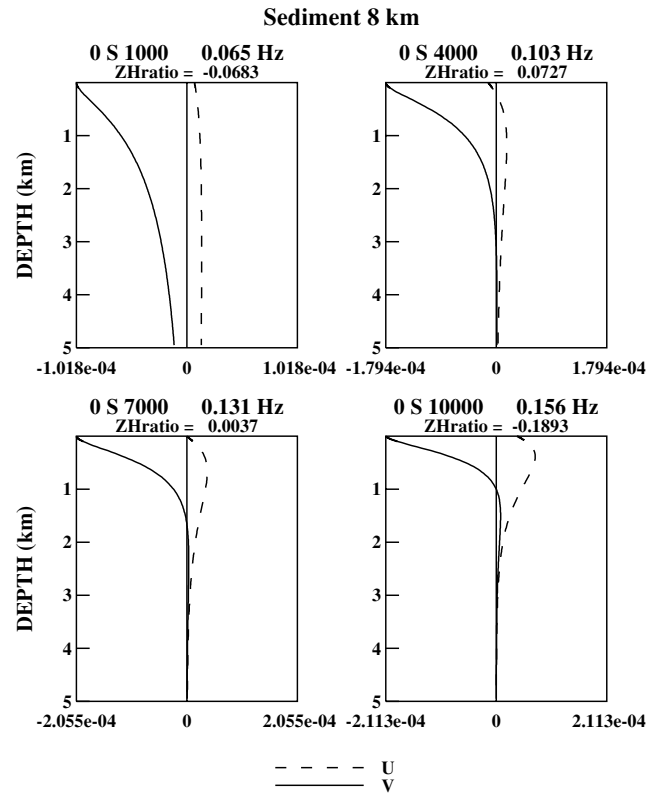 Sediment 8 km
0 S 1000 0.065 Hz
ZHratio = -0.0683
0 S 4000 0.103 Hz
ZHratio = 0.0727
DEPTH (km)
1
2
3
4
5
-1.018e-04 0 1.018e-04
1
2
3
4
5
-1.794e-04 0 1.794e-04
0 S 7000 0.131 Hz
ZHratio = 0.0037
0 S 10000 0.156 Hz
ZHratio = -0.1893
DEPTH (km)
1
2
3
4
5
-2.055e-04 0 2.055e-04
1
2
3
4
5
-2.113e-04 0 2.113e-04
U
V